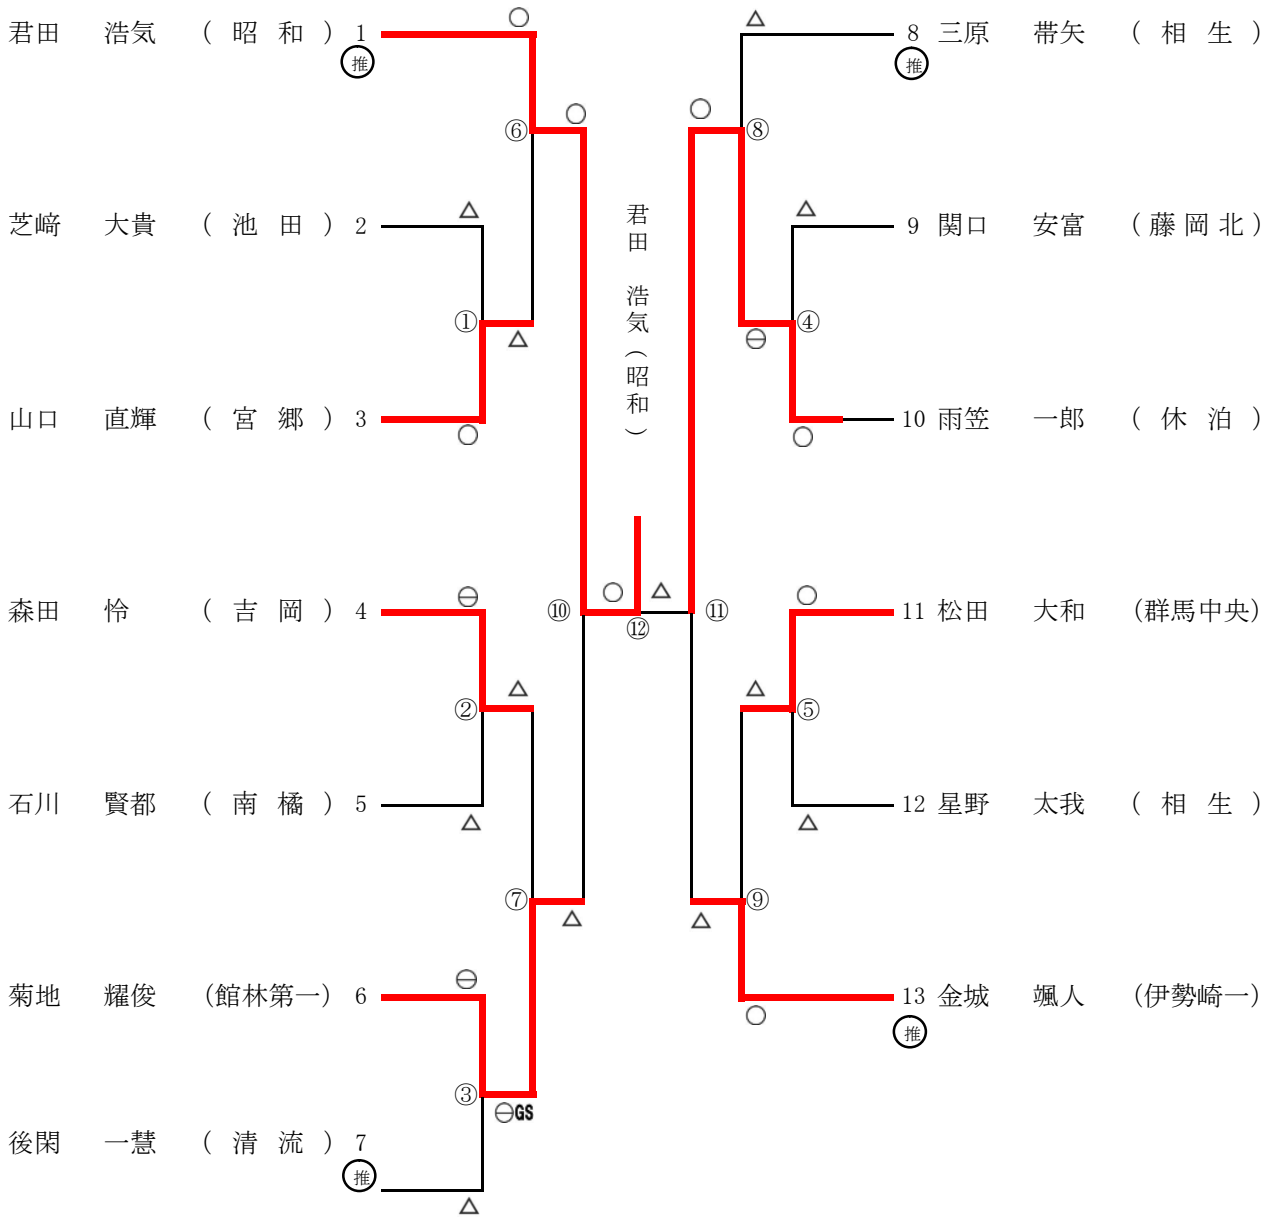 君田 浩気 ( 昭 和 ) 1
推
芝﨑 大貴 ( 池 田 ) 2
山口 直輝 ( 宮 郷 ) 3
森田 怜 ( 吉 岡 ) 4
石川 賢都 ( 南 橘 ) 5
菊地 耀俊 (館林第一) 6
後閑 一慧 ( 清 流 ) 7
推
⑥
①
②
⑦
③
GS
⑩
君田 浩気(昭和)
⑫
⑪
⑧
④
⑤
⑨
8 三原 帯矢 ( 相 生 )
推
9 関口 安富 ( 藤 岡 北 )
10 雨笠 一郎 ( 休 泊 )
11 松田 大和 (群馬中央)
12 星野 太我 ( 相 生 )
13 金城 颯人 (伊勢崎一)
推